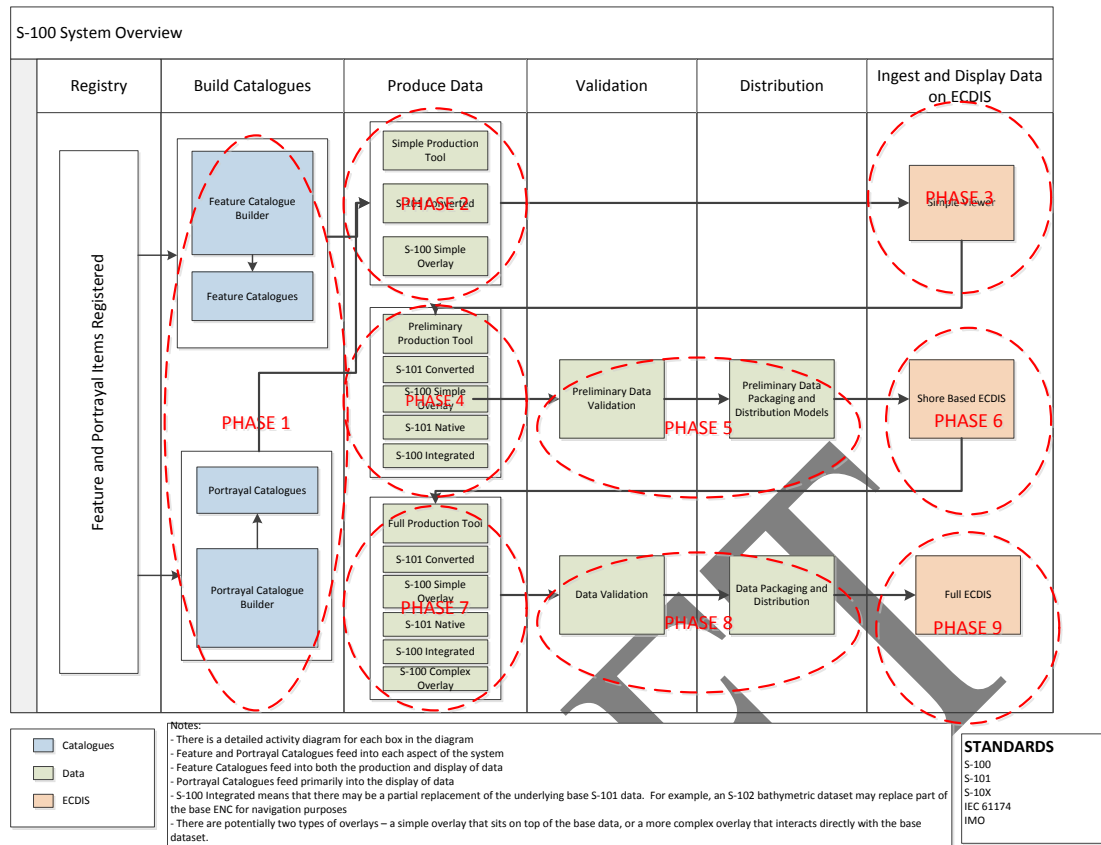 S-100 System Overview
Registry
Build Catalogues
Produce Data
Validation
Distribution
Ingest and Display Data
on ECDIS
Feature and Portrayal Items Registered
Feature Catalogue
Builder
Feature Catalogues
PHASE 1
Portrayal Catalogues
Portrayal Catalogue
Builder
Simple Production
Tool
S-101 Converted
PHASE 2
S-100 Simple
Overlay
PHASE 3
Simple Viewer
Preliminary
Production Tool
S-101 Converted
S-100 Simple
Overlay
PHASE 4
S-101 Native
S-100 Integrated
Preliminary Data
Validation
PHASE 5
Preliminary Data
Packaging and
Distribution Models
Shore Based ECDIS
PHASE 6
Full Production Tool
S-101 Converted
S-100 Simple
Overlay
PHASE 7
S-101 Native
S-100 Integrated
S-100 Complex
Overlay
Data Validation
PHASE 8
Data Packaging and
Distribution
Full ECDIS
PHASE 9
Catalogues
Data
ECDIS
Notes:
- There is a detailed activity diagram for each box in the diagram
- Feature and Portrayal Catalogues feed into each aspect of the system
- Feature Catalogues feed into both the production and display of data
- Portrayal Catalogues feed primarily into the display of data
- S-100 Integrated means that there may be a partial replacement of the underlying base S-101 data. For example, an S-102 bathymetric dataset may replace part of
the base ENC for navigation purposes
- There are potentially two types of overlays – a simple overlay that sits on top of the base data, or a more complex overlay that interacts directly with the base
dataset.
STANDARDS
S-100
S-101
S-10X
IEC 61174
IMO